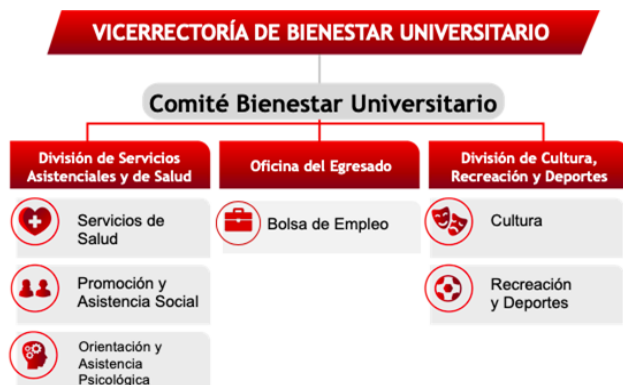 VICERRECTORÍA DE BIENESTAR UNIVERSITARIO
Comité Bienestar Universitario
División de Servicios
Asistenciales y de Salud
Servicios de
Salud
Promoción y
Asistencia Social
Orientación y
Asistencia
Psicológica
Oficina del Egresado
Bolsa de Empleo
División de Cultura,
Recreación y Deportes
Cultura
Recreación
y Deportes